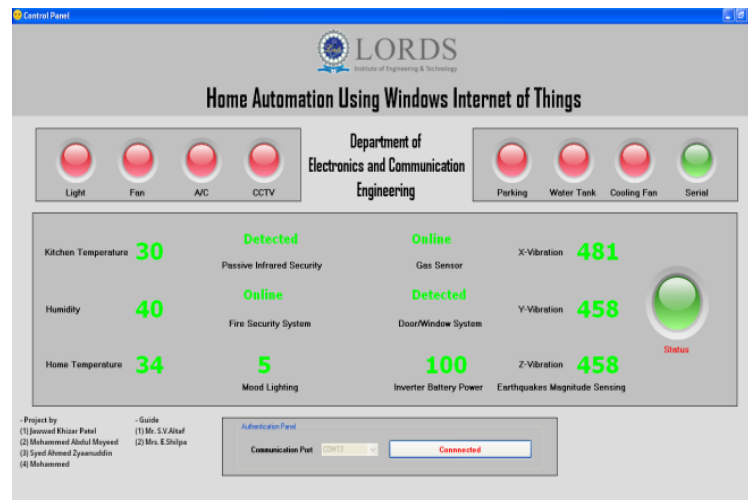 Control Panel
LORDS
Institute of Engineering & Technology
Home Automation Using Windows Internet of Things
Department of
Electronics and Communication
Engineering
Light Fan A/C CCTV
Parking Water Tank Cooling Fan Serial
Kitchen Temperature 30
Detected
Passive Infrared Security
Online
Gas Sensor
X-Vibration 481
Humidity 40
Online
Fire Security System
Detected
Door/Window System
Y-Vibration 458
Status
Home Temperature 34
5
Mood Lighting
100
Inverter Battery Power
Z-Vibration 458
Earthquakes Magnitude Sensing
- Project by
(1) Jawwad Khizar Patel
(2) Mohammed Abdul Moyeed
(3) Syed Ahmed Zyaanuddin
(4) Mohammed
- Guide
(1) Mr. S.V.Altaf
(2) Mrs. E.Shilpa
Authentication Panel
Communication Port COM13 Connnected